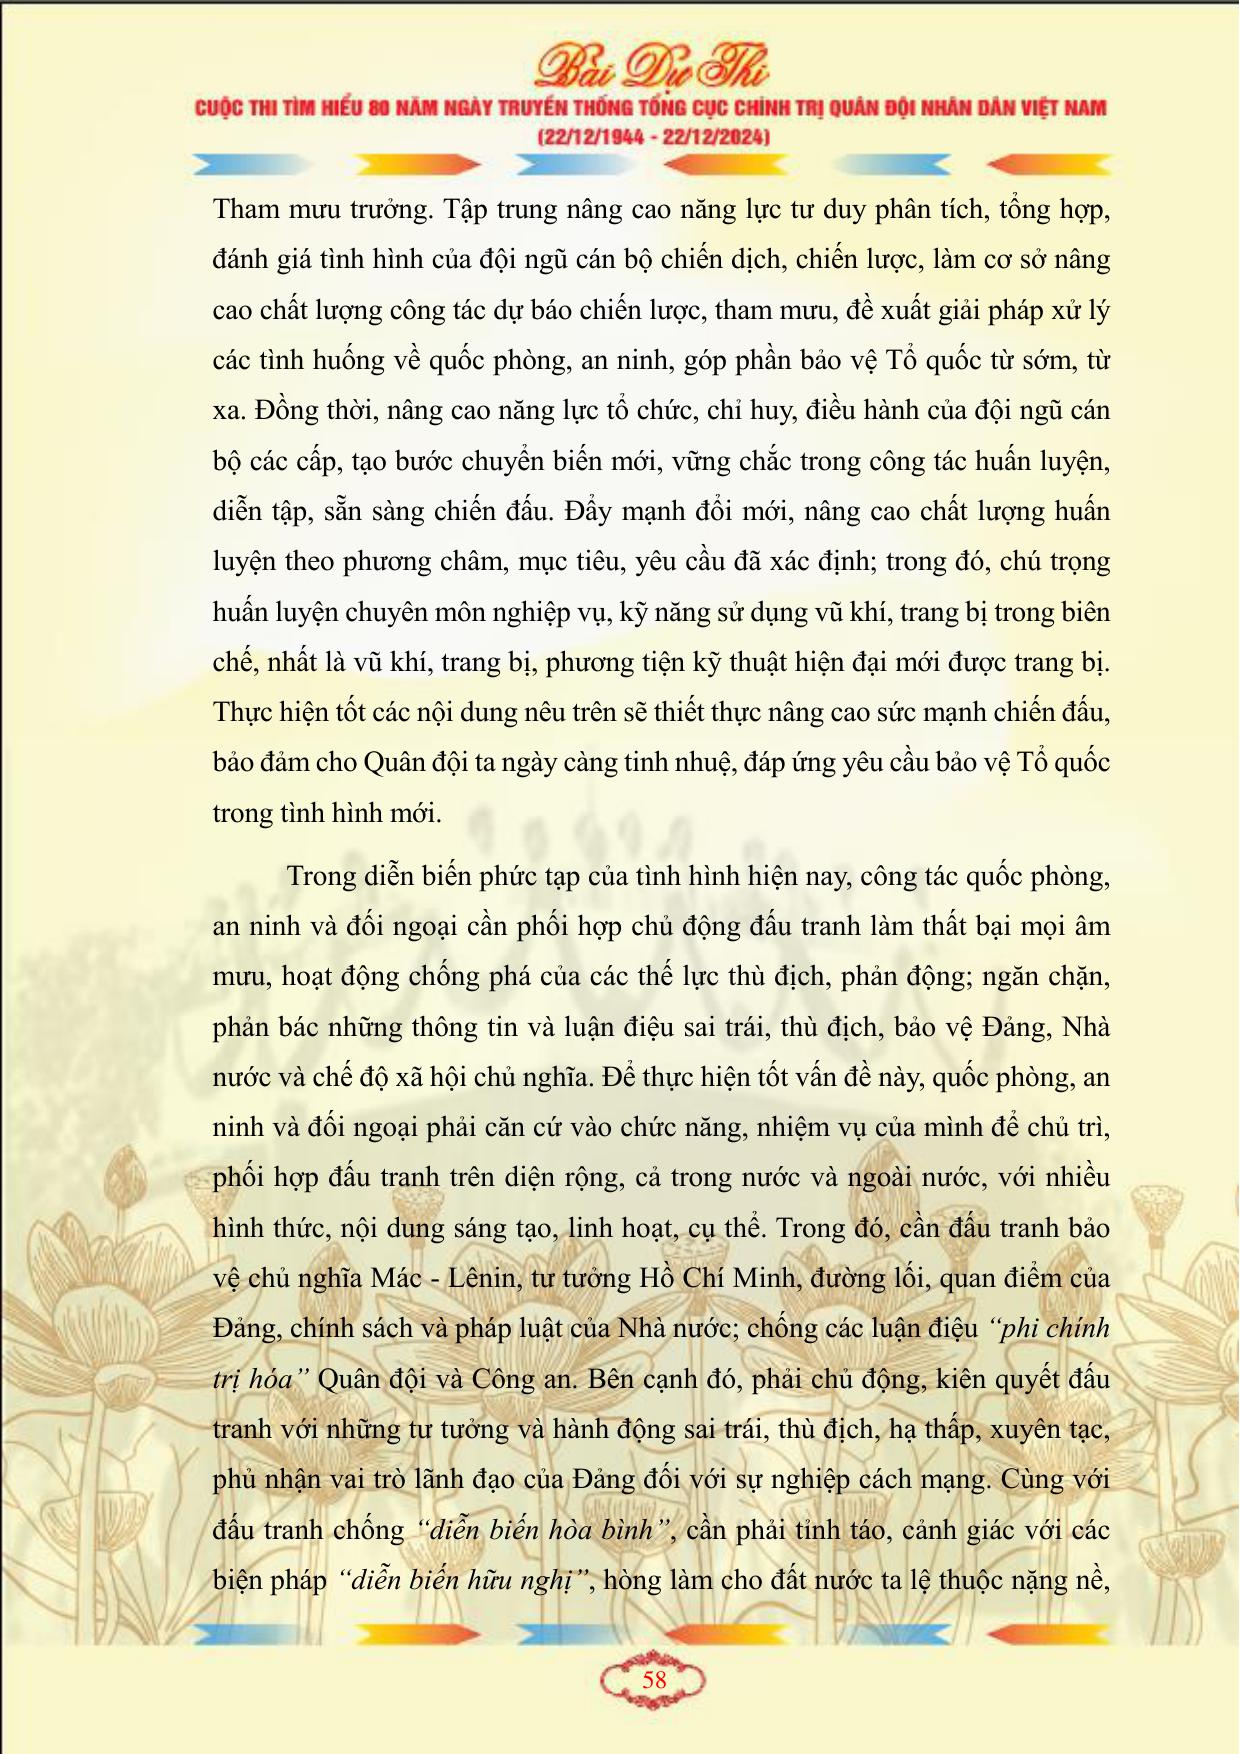 Bài Dự Thi
CUỘC THI TÌM HIỂU 80 NĂM NGÀY TRUYỀN THỐNG TỔNG CỤC CHÍNH TRỊ QUÂN ĐỘI NHÂN DÂN VIỆT NAM
(22/12/1944 - 22/12/2024)
Tham mưu trưởng. Tập trung nâng cao năng lực tư duy phân tích, tổng hợp,
đánh giá tình hình của đội ngũ cán bộ chiến dịch, chiến lược, làm cơ sở nâng
cao chất lượng công tác dự báo chiến lược, tham mưu, đề xuất giải pháp xử lý
các tình huống về quốc phòng, an ninh, góp phần bảo vệ Tổ quốc từ sớm, từ
xa. Đồng thời, nâng cao năng lực tổ chức, chỉ huy, điều hành của đội ngũ cán
bộ các cấp, tạo bước chuyển biến mới, vững chắc trong công tác huấn luyện,
diễn tập, sẵn sàng chiến đấu. Đẩy mạnh đổi mới, nâng cao chất lượng huấn
luyện theo phương châm, mục tiêu, yêu cầu đã xác định; trong đó, chú trọng
huấn luyện chuyên môn nghiệp vụ, kỹ năng sử dụng vũ khí, trang bị trong biên
chế, nhất là vũ khí, trang bị, phương tiện kỹ thuật hiện đại mới được trang bị.
Thực hiện tốt các nội dung nêu trên sẽ thiết thực nâng cao sức mạnh chiến đấu,
bảo đảm cho Quân đội ta ngày càng tinh nhuệ, đáp ứng yêu cầu bảo vệ Tổ quốc
trong tình hình mới.
Trong diễn biến phức tạp của tình hình hiện nay, công tác quốc phòng,
an ninh và đối ngoại cần phối hợp chủ động đấu tranh làm thất bại mọi âm
mưu, hoạt động chống phá của các thế lực thù địch, phản động; ngăn chặn,
phản bác những thông tin và luận điệu sai trái, thù địch, bảo vệ Đảng, Nhà
nước và chế độ xã hội chủ nghĩa. Để thực hiện tốt vấn đề này, quốc phòng, an
ninh và đối ngoại phải căn cứ vào chức năng, nhiệm vụ của mình để chủ trì,
phối hợp đấu tranh trên diện rộng, cả trong nước và ngoài nước, với nhiều
hình thức, nội dung sáng tạo, linh hoạt, cụ thể. Trong đó, cần đấu tranh bảo
vệ chủ nghĩa Mác - Lênin, tư tưởng Hồ Chí Minh, đường lối, quan điểm của
Đảng, chính sách và pháp luật của Nhà nước; chống các luận điệu “phi chính
trị hóa” Quân đội và Công an. Bên cạnh đó, phải chủ động, kiên quyết đấu
tranh với những tư tưởng và hành động sai trái, thù địch, hạ thấp, xuyên tạc,
phủ nhận vai trò lãnh đạo của Đảng đối với sự nghiệp cách mạng. Cùng với
đấu tranh chống “diễn biến hòa bình”, cần phải tỉnh táo, cảnh giác với các
biện pháp “diễn biến hữu nghị”, hòng làm cho đất nước ta lệ thuộc nặng nề,
58